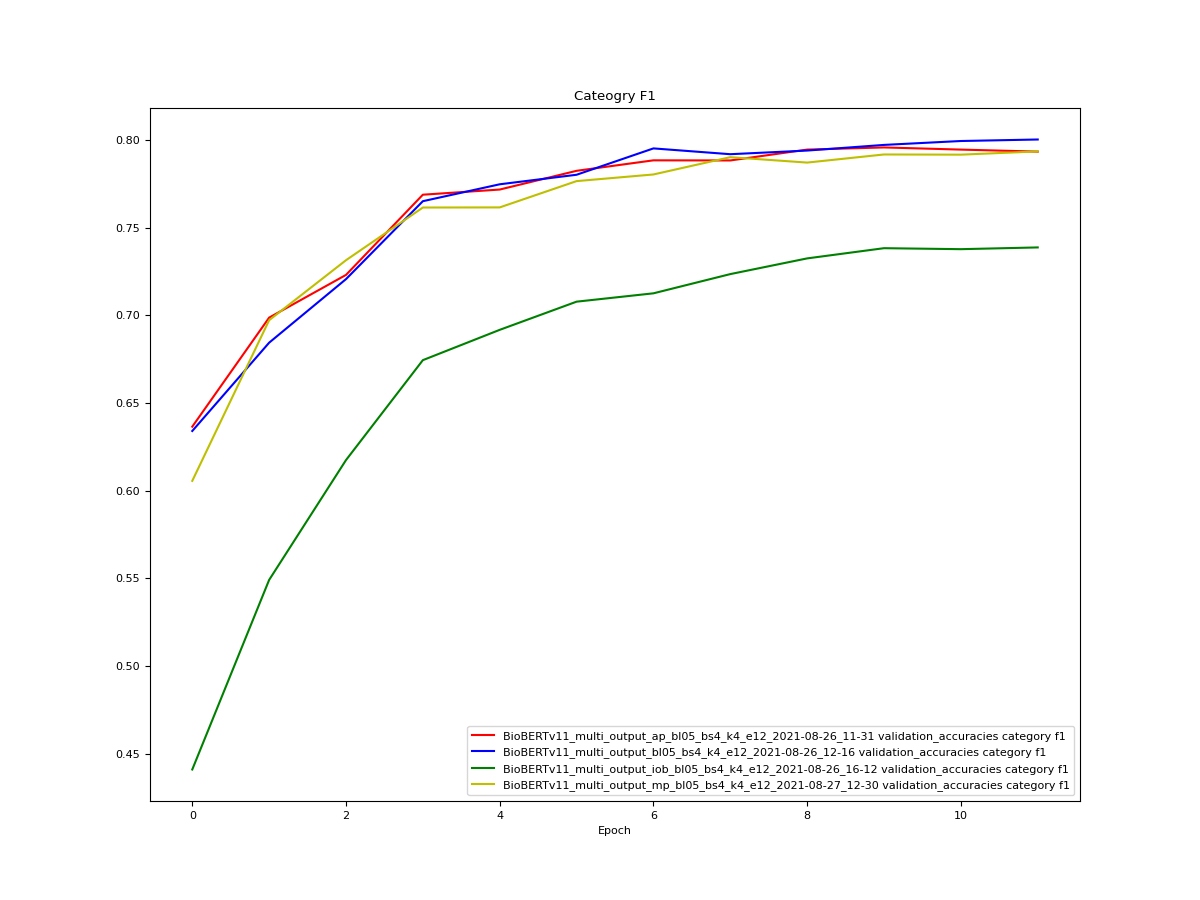 Cateogry F1
0.80
0.75
0.70
0.65
0.60
0.55
0.50
0.45
BioBERTv11_multi_output_ap_bl05_bs4_k4_e12_2021-08-26_11-31 validation_accuracies category f1
BioBERTv11_multi_output_bl05_bs4_k4_e12_2021-08-26_12-16 validation_accuracies category f1
BioBERTv11_multi_output_iob_bl05_bs4_k4_e12_2021-08-26_16-12 validation_accuracies category f1
BioBERTv11_multi_output_mp_bl05_bs4_k4_e12_2021-08-27_12-30 validation_accuracies category f1
0 2 4 6 8 10
Epoch